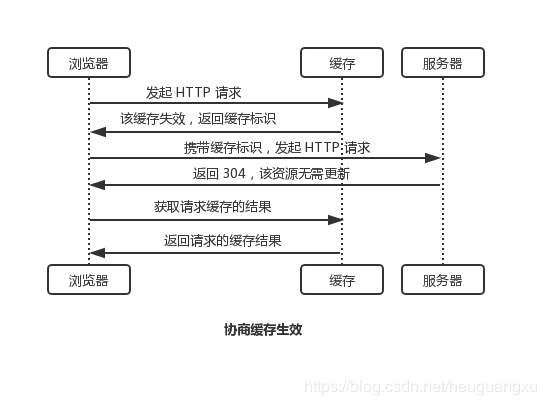 浏览器 缓存 服务器
发起 HTTP 请求
该缓存失效，返回缓存标识
携带缓存标识，发起 HTTP 请求
返回 304，该资源无需更新
获取请求缓存的结果
返回请求的缓存结果
浏览器 缓存 服务器
协商缓存生效
https://blog.csdn.net/heuguangxu